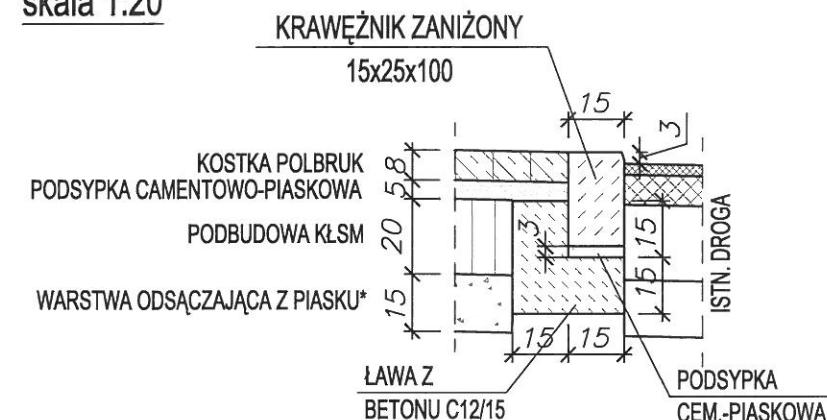 skala 1:20
KRAWĘŻNIK ZANIŻONY
15x25x100
15
3
KOSTKA POLBRUK
8
PODSYPKA CAMENTOWO-PIASKOWA
5
PODBUDOWA KŁSM
20
3
15
ISTN. DROGA
WARSTWA ODSĄCZAJĄCA Z PIASKU*
15
15
15
15
ŁAWA Z
BETONU C12/15
PODSYPKA
CEM.-PIASKOWA